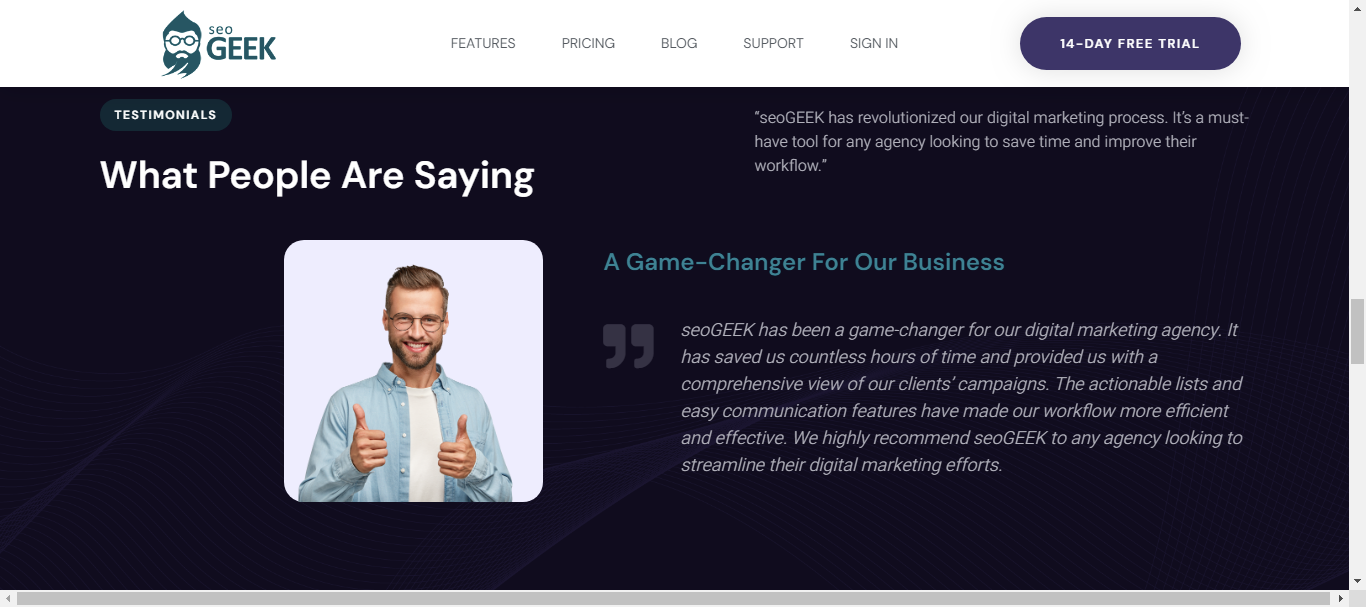 seo
GEEK
FEATURES
PRICING
BLOG
SUPPORT
SIGN IN
14-DAY FREE TRIAL
TESTIMONIALS
What People Are Saying
“seoGEEK has revolutionized our digital marketing process. It’s a must-
have tool for any agency looking to save time and improve their
workflow.”
A Game-Changer For Our Business
seoGEEK has been a game-changer for our digital marketing agency. It
has saved us countless hours of time and provided us with a
comprehensive view of our clients’ campaigns. The actionable lists and
easy communication features have made our workflow more efficient
and effective. We highly recommend seoGEEK to any agency looking to
streamline their digital marketing efforts.